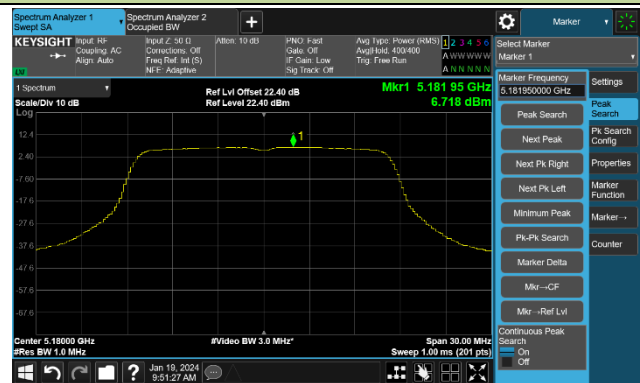 Spectrum Analyzer 1
Swept SA
Spectrum Analyzer 2
Occupied BW
+
Marker
KEYSIGHT
Input: RF
Coupling: AC
Align: Auto
Input Z: 50 Ω
Corrections: Off
Freq Ref: Int (S)
NFE: Adaptive
Atten: 10 dB
PNO: Fast
Gate: Off
IF Gain: Low
Sig Track: Off
Avg Type: Power (RMS)
Avg|Hold: 400/400
Trig: Free Run
1 2 3 4 5 6
A W W W W W
A N N N N N
LXI
Select Marker
Marker 1
1 Spectrum
Scale/Div 10 dB
Log
Ref Lvl Offset 22.40 dB
Ref Level 22.40 dBm
Mkr1 5.181 95 GHz
6.718 dBm
1
12.4
2.40
-7.60
-17.6
-27.6
-37.6
-47.6
-57.6
-67.6
Center 5.18000 GHz
#Res BW 1.0 MHz
#Video BW 3.0 MHz*
Span 30.00 MHz
Sweep 1.00 ms (201 pts)
Marker Frequency
5.181950000 GHz
Peak Search
Next Peak
Next Pk Right
Next Pk Left
Minimum Peak
Pk-Pk Search
Marker Delta
Mkr→CF
Mkr→Ref Lvl
Continuous Peak
Search
On
Off
Settings
Peak
Search
Pk Search
Config
Properties
Marker
Function
Marker→
Counter
?
Jan 19, 2024
9:51:27 AM